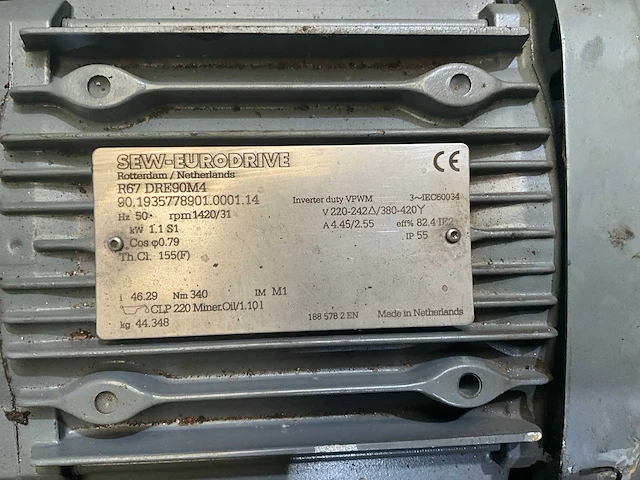 SEW-EURODRIVE
Rotterdam / Netherlands
CE
R67 DRE90M4
90.1935778901.0001.14
Inverter duty VPWM 3~IEC60034
Hz 50 rpm 1420/31
V 220-242△/380-420Y
kW 1.1 S1
A 4.45/2.55 eff% 82.4 IE2
Cos φ0.79
IP 55
Th.Cl. 155(F)
i 46.29 Nm 340 IM M1
CLP 220 Miner.Oil/1.10 l
188 578 2 EN Made in Netherlands
kg 44.348